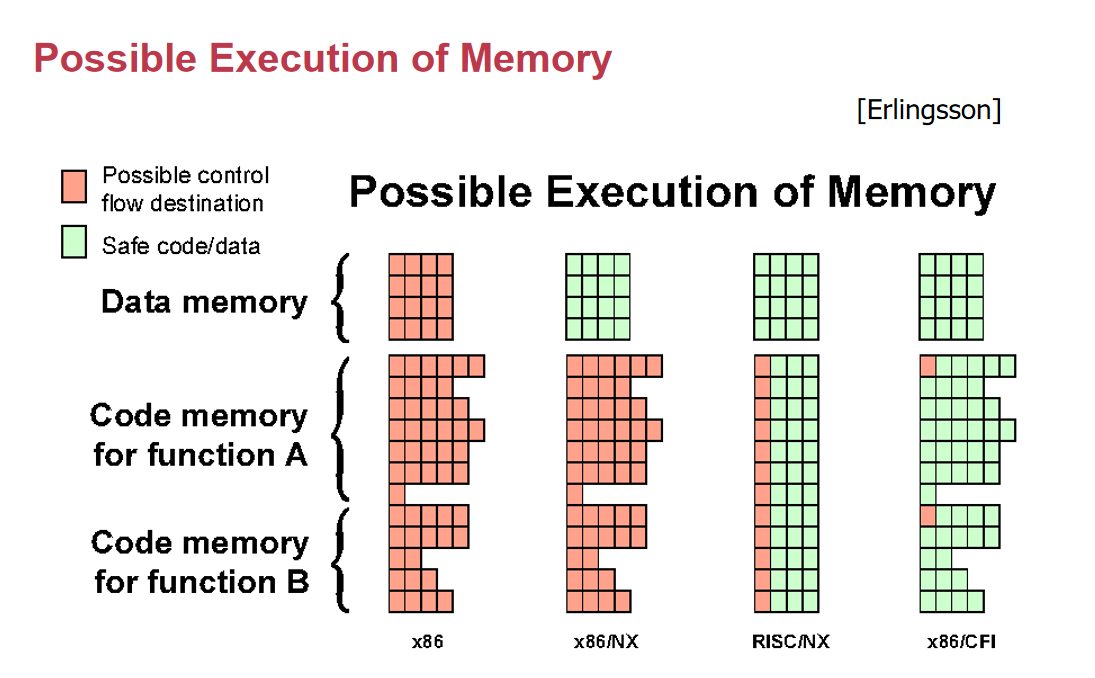 Possible Execution of Memory
[Erlingsson]
Possible control
flow destination
Safe code/data
Possible Execution of Memory
Data memory
Code memory
for function A
Code memory
for function B
x86
x86/NX
RISC/NX
x86/CFI